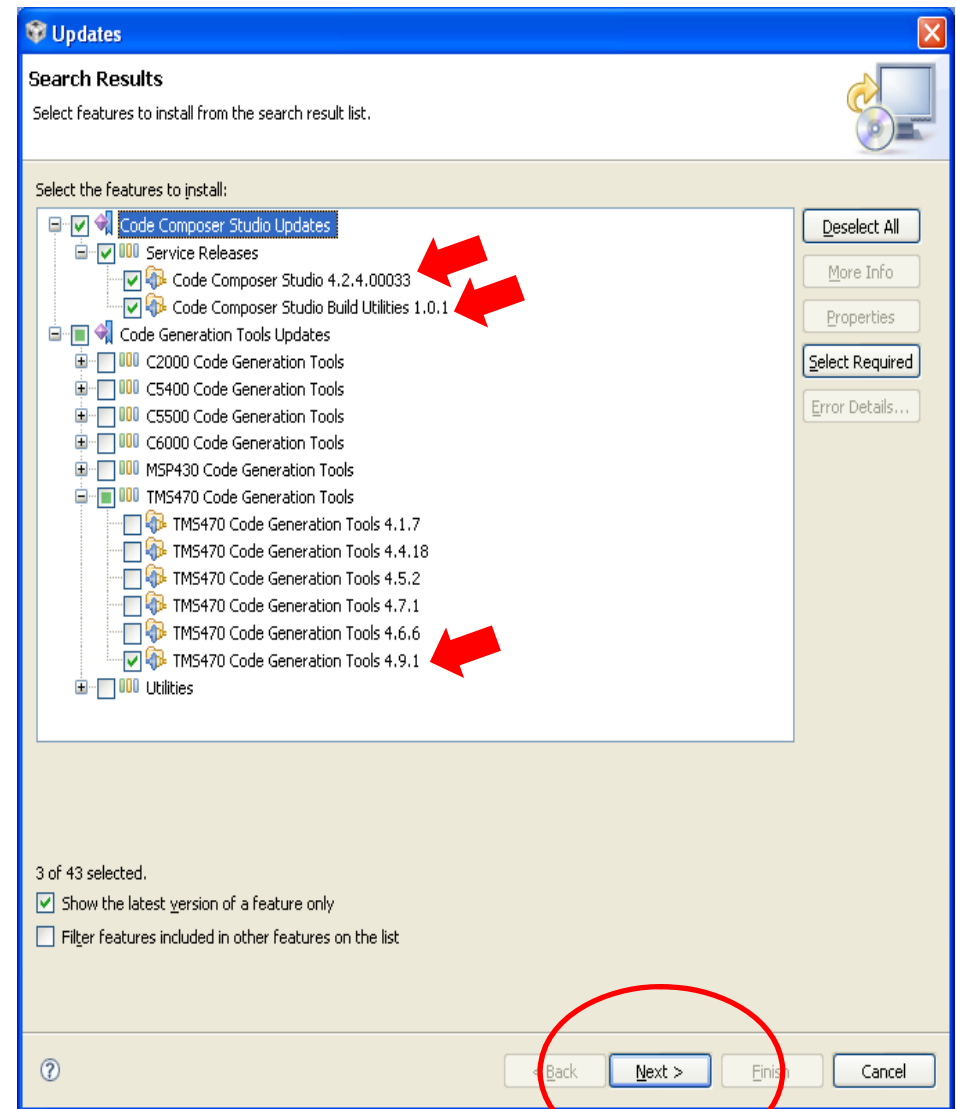 Updates
Search Results
Select features to install from the search result list.
Select the features to install:
Code Composer Studio Updates
Service Releases
Code Composer Studio 4.2.4.00033
Code Composer Studio Build Utilities 1.0.1
Code Generation Tools Updates
C2000 Code Generation Tools
C5400 Code Generation Tools
C5500 Code Generation Tools
C6000 Code Generation Tools
MSP430 Code Generation Tools
TMS470 Code Generation Tools
TMS470 Code Generation Tools 4.1.7
TMS470 Code Generation Tools 4.4.18
TMS470 Code Generation Tools 4.5.2
TMS470 Code Generation Tools 4.7.1
TMS470 Code Generation Tools 4.6.6
TMS470 Code Generation Tools 4.9.1
Utilities
Deselect All
More Info
Properties
Select Required
Error Details...
3 of 43 selected.
Show the latest version of a feature only
Filter features included in other features on the list
< Back
Next >
Finish
Cancel